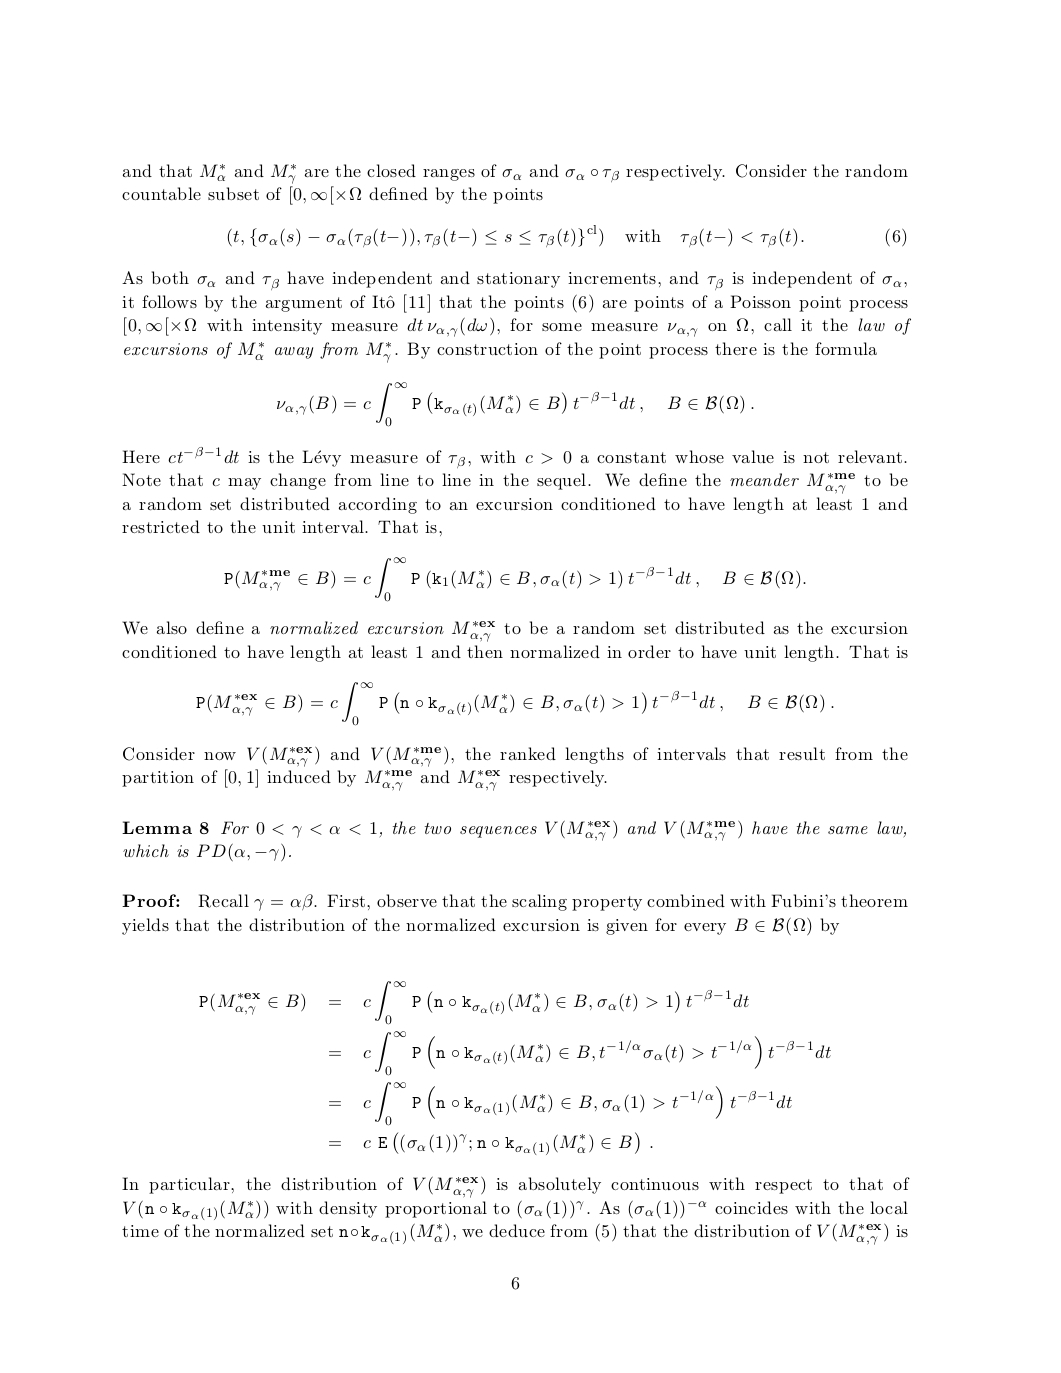 and that $M^*_\alpha$ and $M^*_\gamma$ are the closed ranges of $\sigma_\alpha$ and $\sigma_\alpha \circ \tau_\beta$ respectively. Consider the random
countable subset of $[0, \infty[\times\Omega$ defined by the points
$(t, \{\sigma_\alpha(s) - \sigma_\alpha(\tau_\beta(t-)), \tau_\beta(t-) \leq s \leq \tau_\beta(t)\}^{\mathrm{cl}})$ with $\tau_\beta(t-) < \tau_\beta(t).$ (6)
As both $\sigma_\alpha$ and $\tau_\beta$ have independent and stationary increments, and $\tau_\beta$ is independent of $\sigma_\alpha$,
it follows by the argument of Itô [11] that the points (6) are points of a Poisson point process
$[0, \infty[\times\Omega$ with intensity measure $dt\,\nu_{\alpha,\gamma}(d\omega)$, for some measure $\nu_{\alpha,\gamma}$ on $\Omega$, call it the law of
excursions of $M^*_\alpha$ away from $M^*_\gamma$. By construction of the point process there is the formula
$\nu_{\alpha,\gamma}(B) = c \int_0^\infty \mathtt{P}\left(\mathtt{k}_{\sigma_\alpha(t)}(M^*_\alpha) \in B\right) t^{-\beta-1} dt\,, \quad B \in \mathcal{B}(\Omega)\,.$
Here $ct^{-\beta-1}dt$ is the Lévy measure of $\tau_\beta$, with $c > 0$ a constant whose value is not relevant.
Note that $c$ may change from line to line in the sequel. We define the meander $M^{*\mathbf{me}}_{\alpha,\gamma}$ to be
a random set distributed according to an excursion conditioned to have length at least 1 and
restricted to the unit interval. That is,
$\mathtt{P}(M^{*\mathbf{me}}_{\alpha,\gamma} \in B) = c \int_0^\infty \mathtt{P}\left(\mathtt{k}_1(M^*_\alpha) \in B, \sigma_\alpha(t) > 1\right) t^{-\beta-1} dt\,, \quad B \in \mathcal{B}(\Omega).$
We also define a normalized excursion $M^{*\mathbf{ex}}_{\alpha,\gamma}$ to be a random set distributed as the excursion
conditioned to have length at least 1 and then normalized in order to have unit length. That is
$\mathtt{P}(M^{*\mathbf{ex}}_{\alpha,\gamma} \in B) = c \int_0^\infty \mathtt{P}\left(\mathtt{n} \circ \mathtt{k}_{\sigma_\alpha(t)}(M^*_\alpha) \in B, \sigma_\alpha(t) > 1\right) t^{-\beta-1} dt\,, \quad B \in \mathcal{B}(\Omega)\,.$
Consider now $V(M^{*\mathbf{ex}}_{\alpha,\gamma})$ and $V(M^{*\mathbf{me}}_{\alpha,\gamma})$, the ranked lengths of intervals that result from the
partition of $[0, 1]$ induced by $M^{*\mathbf{me}}_{\alpha,\gamma}$ and $M^{*\mathbf{ex}}_{\alpha,\gamma}$ respectively.
Lemma 8 For $0 < \gamma < \alpha < 1$, the two sequences $V(M^{*\mathbf{ex}}_{\alpha,\gamma})$ and $V(M^{*\mathbf{me}}_{\alpha,\gamma})$ have the same law,
which is $PD(\alpha, -\gamma)$.
Proof: Recall $\gamma = \alpha\beta$. First, observe that the scaling property combined with Fubini's theorem
yields that the distribution of the normalized excursion is given for every $B \in \mathcal{B}(\Omega)$ by
$\mathtt{P}(M^{*\mathbf{ex}}_{\alpha,\gamma} \in B) = c \int_0^\infty \mathtt{P}\left(\mathtt{n} \circ \mathtt{k}_{\sigma_\alpha(t)}(M^*_\alpha) \in B, \sigma_\alpha(t) > 1\right) t^{-\beta-1} dt$
$= c \int_0^\infty \mathtt{P}\left(\mathtt{n} \circ \mathtt{k}_{\sigma_\alpha(t)}(M^*_\alpha) \in B, t^{-1/\alpha}\sigma_\alpha(t) > t^{-1/\alpha}\right) t^{-\beta-1} dt$
$= c \int_0^\infty \mathtt{P}\left(\mathtt{n} \circ \mathtt{k}_{\sigma_\alpha(1)}(M^*_\alpha) \in B, \sigma_\alpha(1) > t^{-1/\alpha}\right) t^{-\beta-1} dt$
$= c\ \mathtt{E}\left((\sigma_\alpha(1))^\gamma; \mathtt{n} \circ \mathtt{k}_{\sigma_\alpha(1)}(M^*_\alpha) \in B\right)\,.$
In particular, the distribution of $V(M^{*\mathbf{ex}}_{\alpha,\gamma})$ is absolutely continuous with respect to that of
$V(\mathtt{n} \circ \mathtt{k}_{\sigma_\alpha(1)}(M^*_\alpha))$ with density proportional to $(\sigma_\alpha(1))^\gamma$. As $(\sigma_\alpha(1))^{-\alpha}$ coincides with the local
time of the normalized set $\mathtt{n} \circ \mathtt{k}_{\sigma_\alpha(1)}(M^*_\alpha)$, we deduce from (5) that the distribution of $V(M^{*\mathbf{ex}}_{\alpha,\gamma})$ is
6